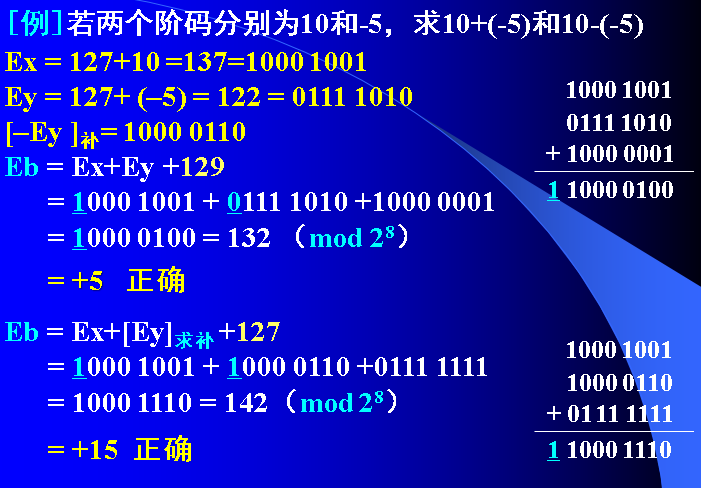 [例]若两个阶码分别为10和-5，求10+(-5)和10-(-5)
Ex = 127+10 =137=1000 1001
Ey = 127+ (–5) = 122 = 0111 1010
[–Ey ]补= 1000 0110
Eb = Ex+Ey +129
= 1000 1001 + 0111 1010 +1000 0001
= 1000 0100 = 132 （mod 2⁸）
= +5 正确
1000 1001
0111 1010
+ 1000 0001
1 1000 0100
Eb = Ex+[Ey]求补 +127
= 1000 1001 + 1000 0110 +0111 1111
= 1000 1110 = 142（mod 2⁸）
= +15 正确
1000 1001
1000 0110
+ 0111 1111
1 1000 1110